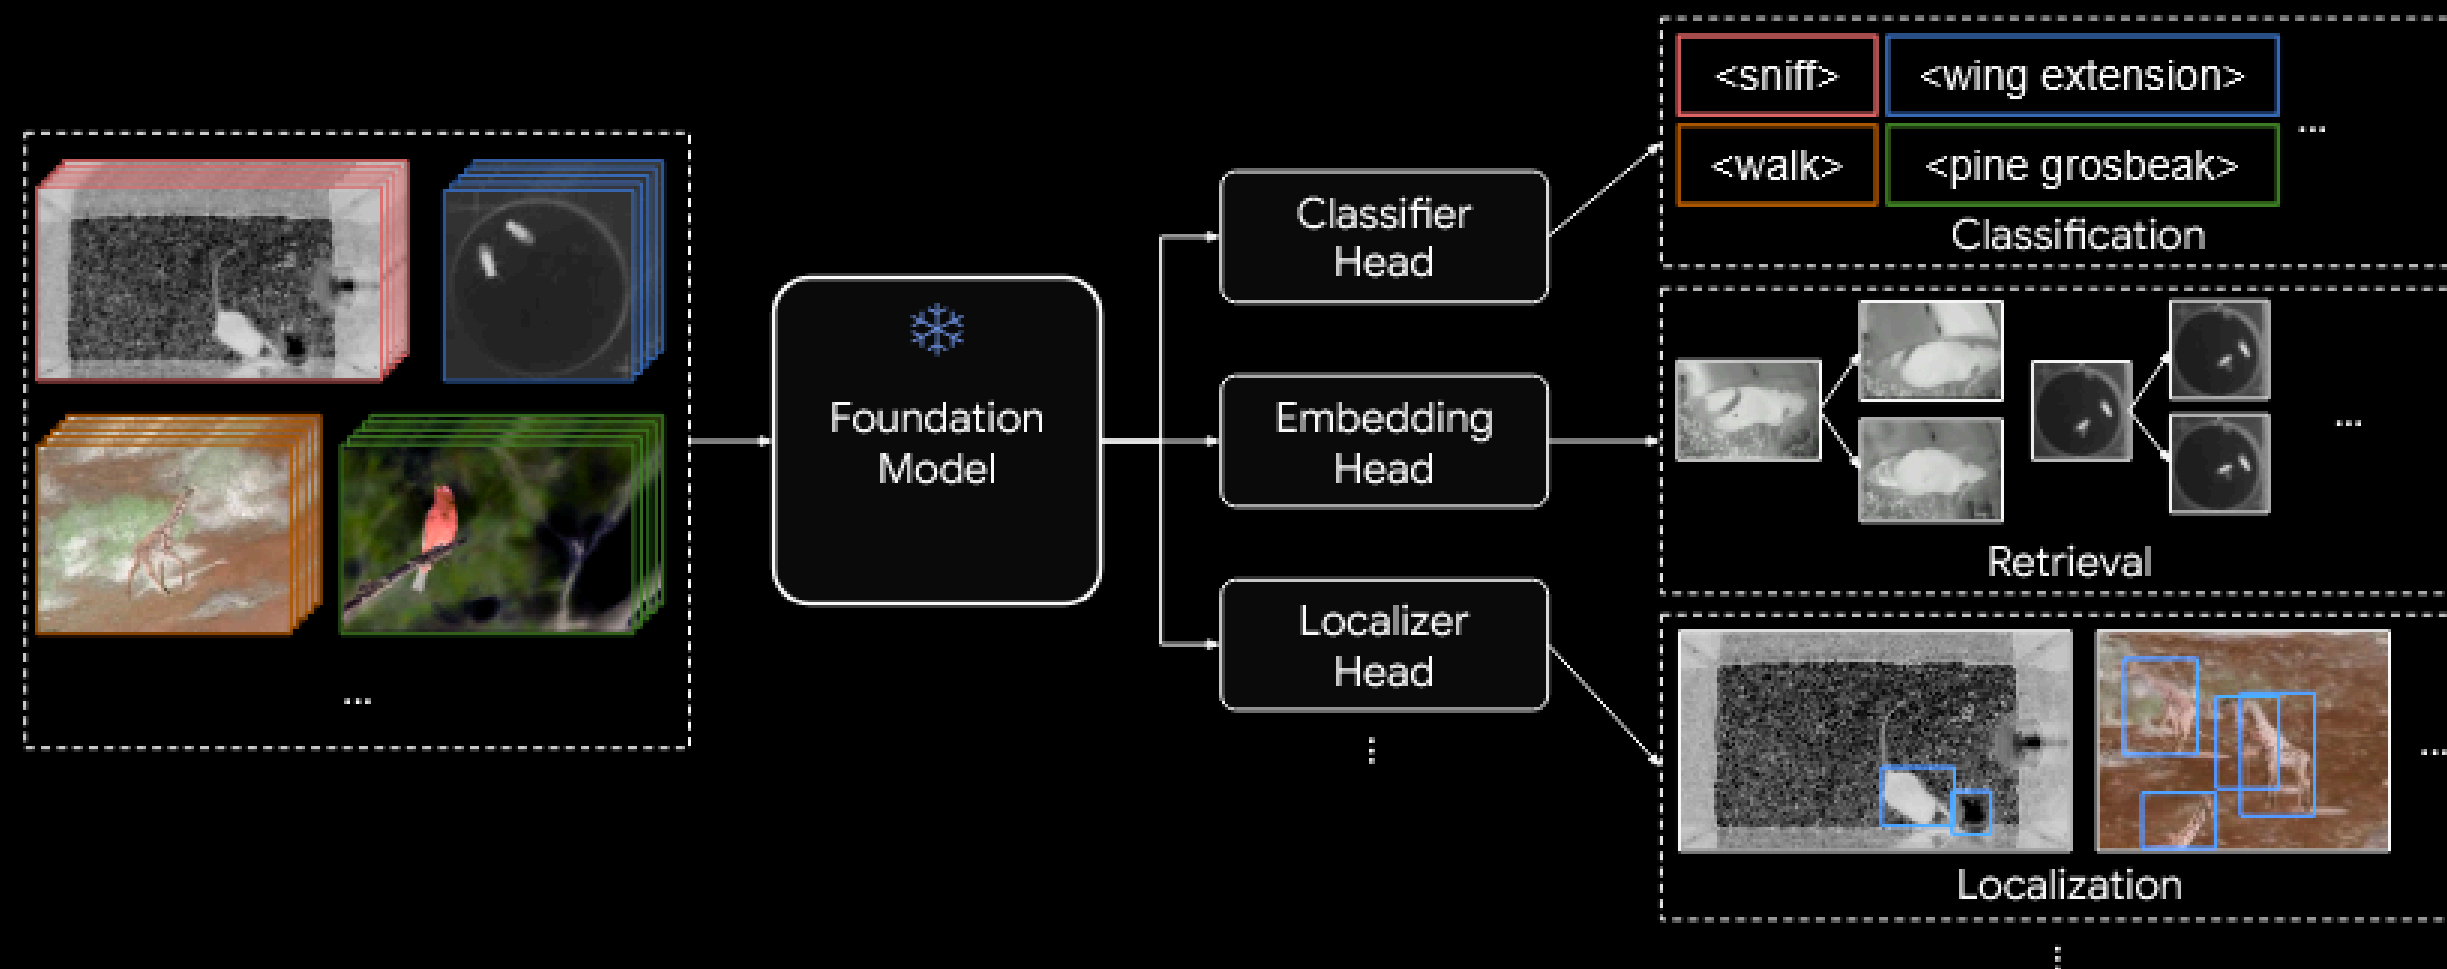 Foundation
Model
Classifier
Head
Embedding
Head
Localizer
Head
<sniff> <wing extension>
<walk> <pine grosbeak>
...
Classification
...
Retrieval
...
Localization
...